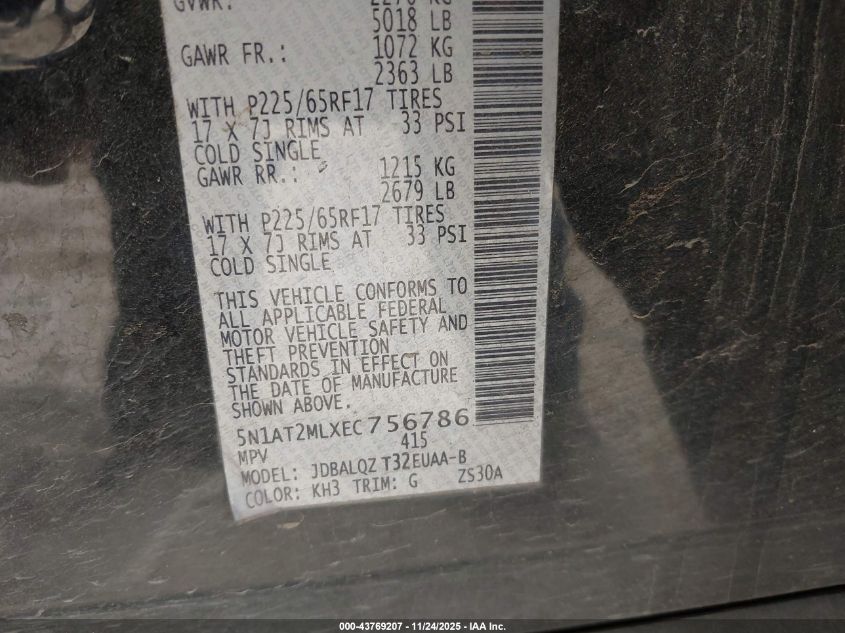 GVWR: 2276 KG
5018 LB
GAWR FR.: 1072 KG
2363 LB
WITH P225/65RF17 TIRES
17 X 7J RIMS AT 33 PSI
COLD SINGLE
GAWR RR.: 1215 KG
2679 LB
WITH P225/65RF17 TIRES
17 X 7J RIMS AT 33 PSI
COLD SINGLE
THIS VEHICLE CONFORMS TO
ALL APPLICABLE FEDERAL
MOTOR VEHICLE SAFETY AND
THEFT PREVENTION
STANDARDS IN EFFECT ON
THE DATE OF MANUFACTURE
SHOWN ABOVE.
5N1AT2MLXEC756786
MPV 415
MODEL: JDBALQZ T32EUAA-B
COLOR: KH3 TRIM: G ZS30A
000-43769207 - 11/24/2025 - IAA Inc.